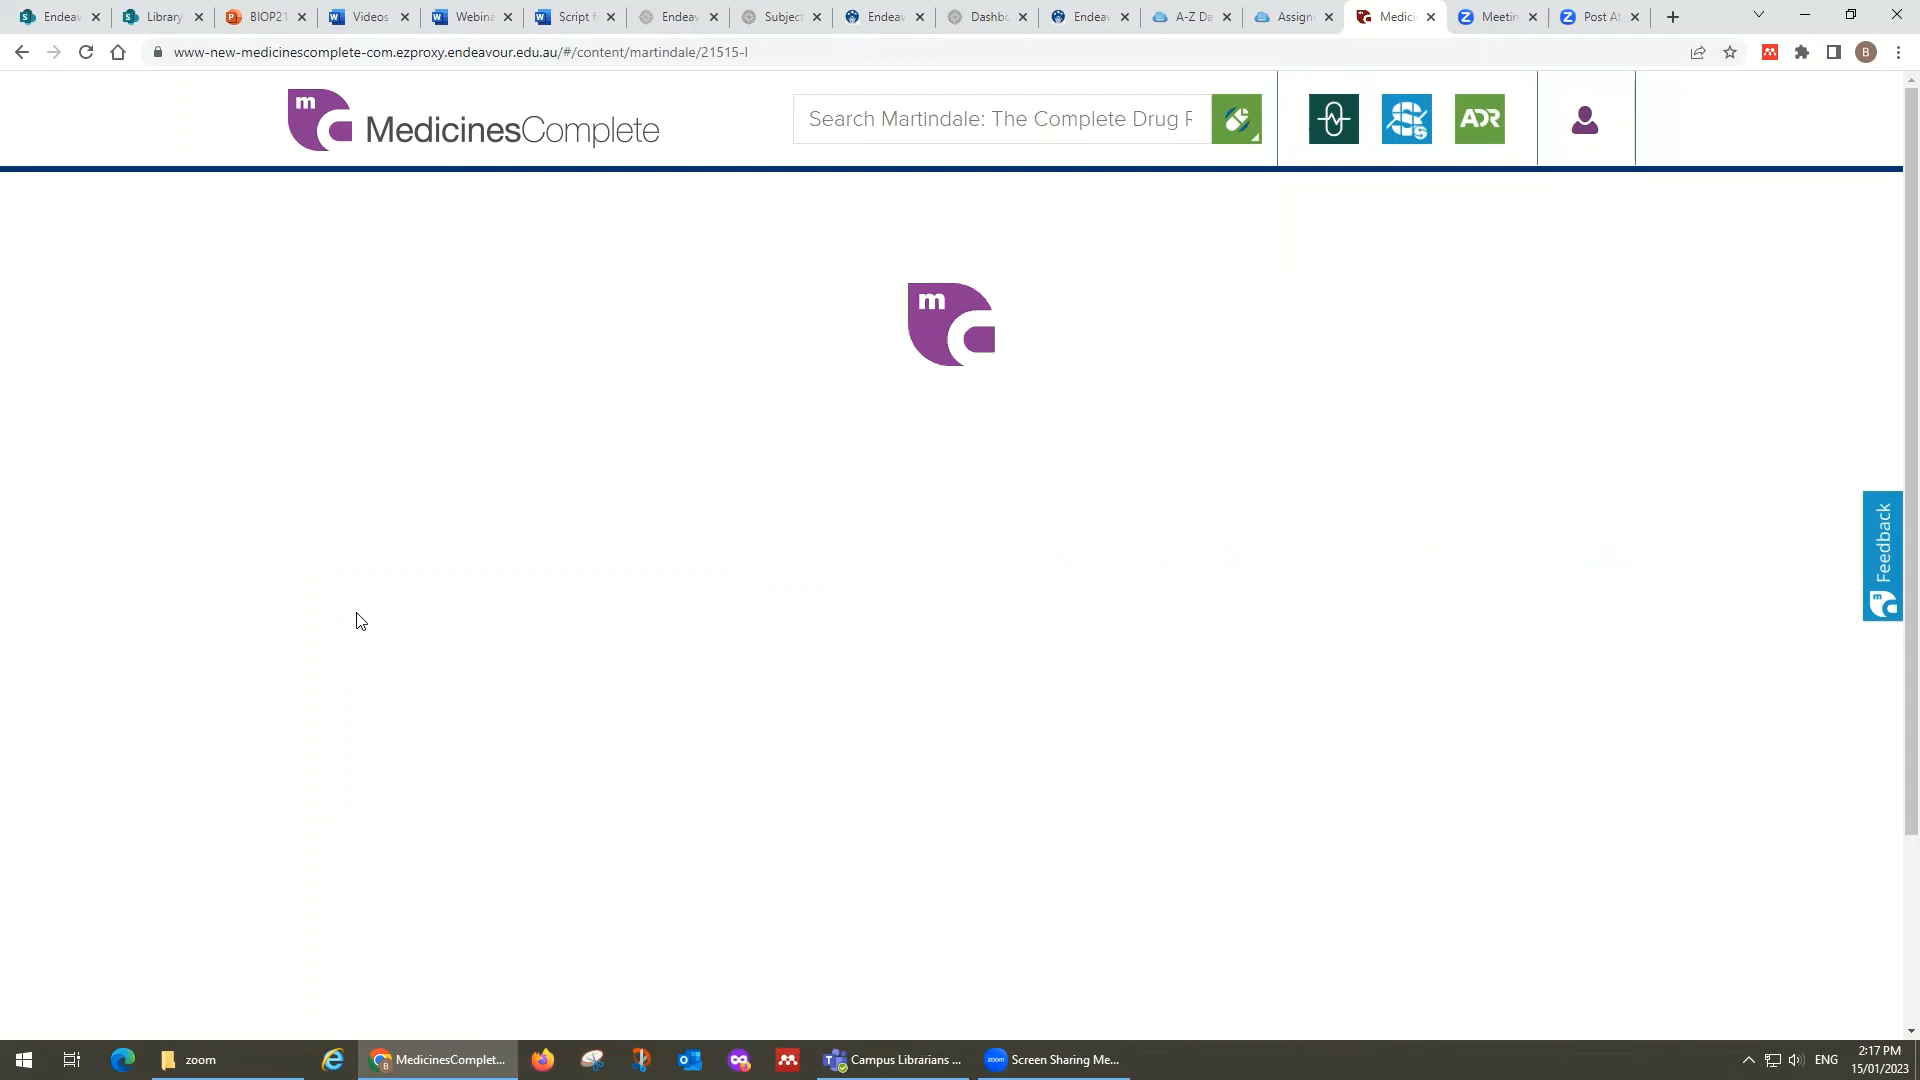 Endeav
Library
BIOP21
Videos
Webina
Script f
Endeav
Subject
Endeav
Dashbo
Endeav
A-Z Da
Assign
Medici
Meetin
Post At
www-new-medicinescomplete-com.ezproxy.endeavour.edu.au/#/content/martindale/21515-l
B
m
MedicinesComplete
Search Martindale: The Complete Drug R
ADR
m
Feedback
m
zoom
MedicinesComplet...
Campus Librarians ...
zoom
Screen Sharing Me...
ENG
2:17 PM
15/01/2023